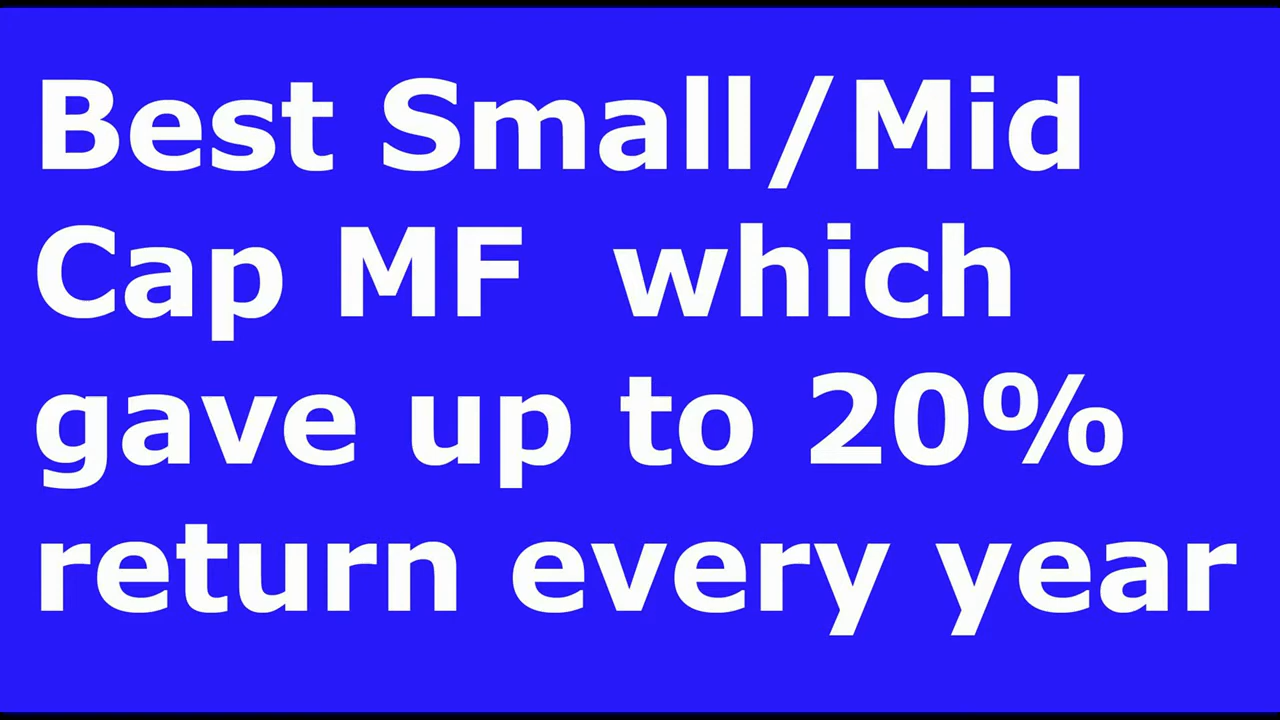 Best Small/Mid
Cap MF  which
gave up to 20%
return every year